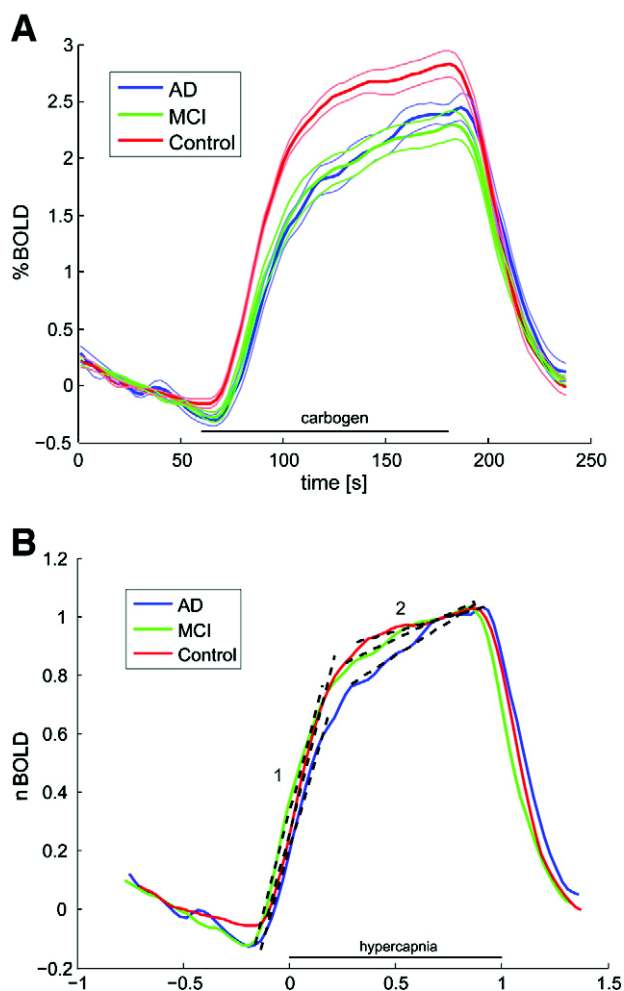 A
3
2.5
2
1.5
1
0.5
0
−0.5
%BOLD
AD
MCI
Control
carbogen
0 50 100 150 200 250
time [s]
B
1.2
1
0.8
0.6
0.4
0.2
0
−0.2
nBOLD
AD
MCI
Control
2
1
hypercapnia
−1 −0.5 0 0.5 1 1.5